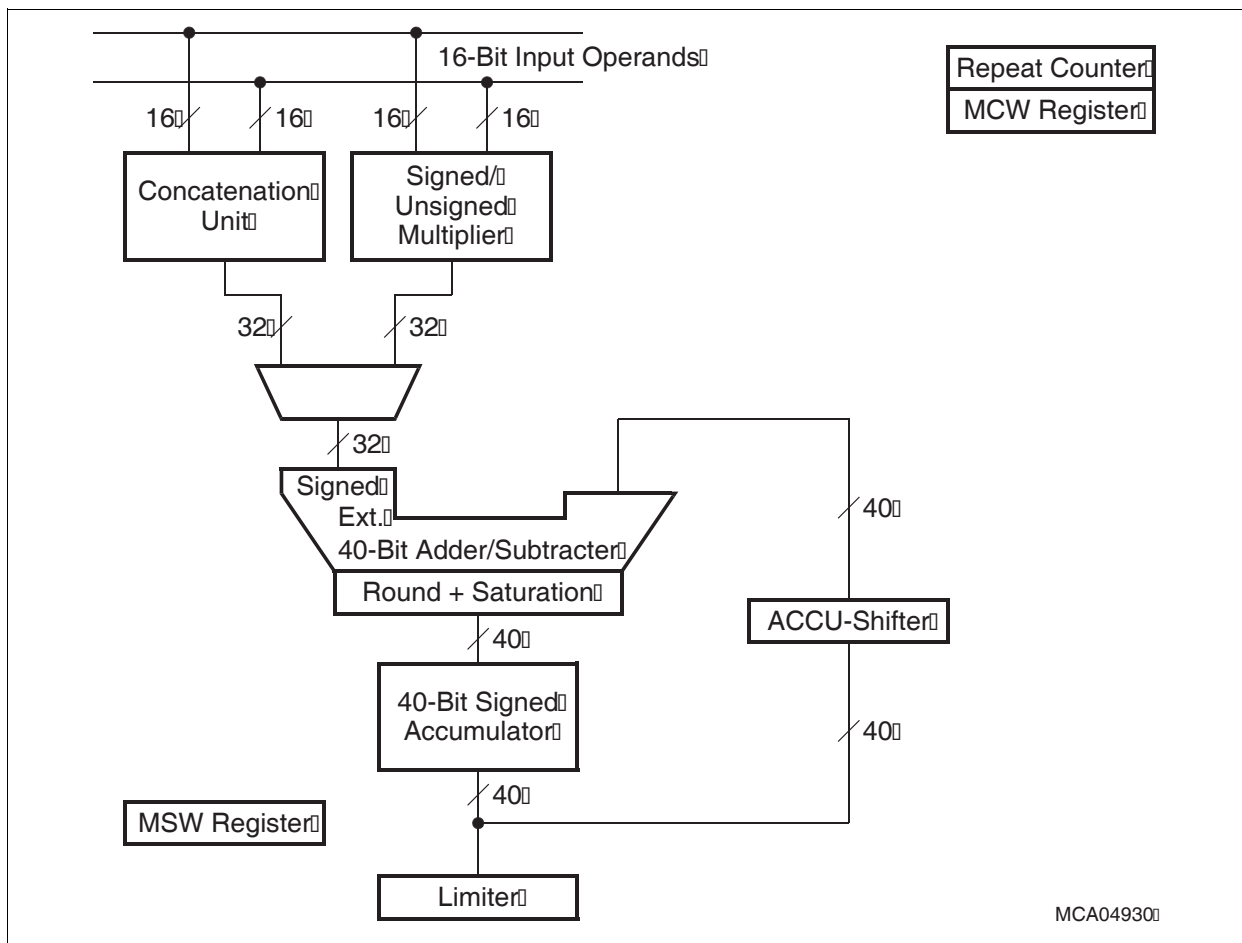 16-Bit Input Operands
Repeat Counter
MCW Register
16
16
16
16
Concatenation
Unit
Signed/
Unsigned
Multiplier
32
32
32
Signed
Ext.
40-Bit Adder/Subtracter
Round + Saturation
40
ACCU-Shifter
40
40-Bit Signed
Accumulator
40
40
MSW Register
Limiter
MCA04930